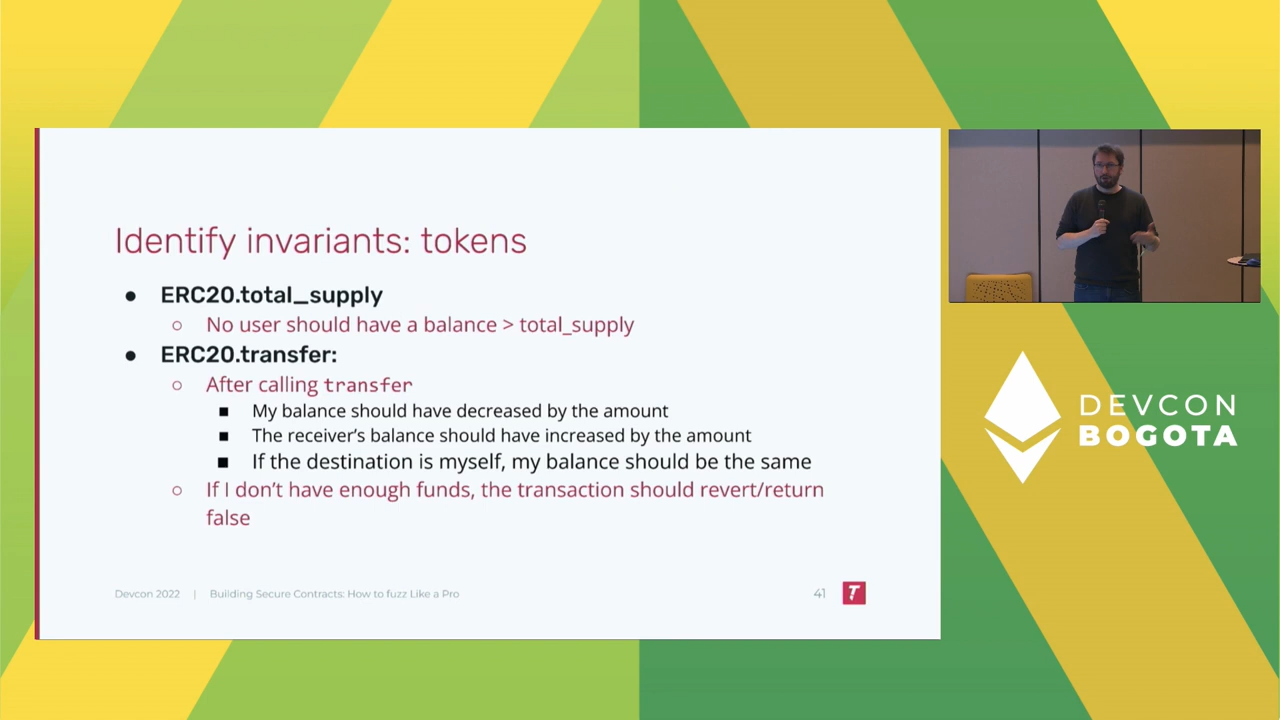 Identify invariants: tokens
● ERC20.total_supply
○ No user should have a balance > total_supply
● ERC20.transfer:
○ After calling transfer
■ My balance should have decreased by the amount
■ The receiver’s balance should have increased by the amount
■ If the destination is myself, my balance should be the same
○ If I don’t have enough funds, the transaction should revert/return
false
Devcon 2022 | Building Secure Contracts: How to fuzz Like a Pro
41
T
DEVCON
BOGOTA